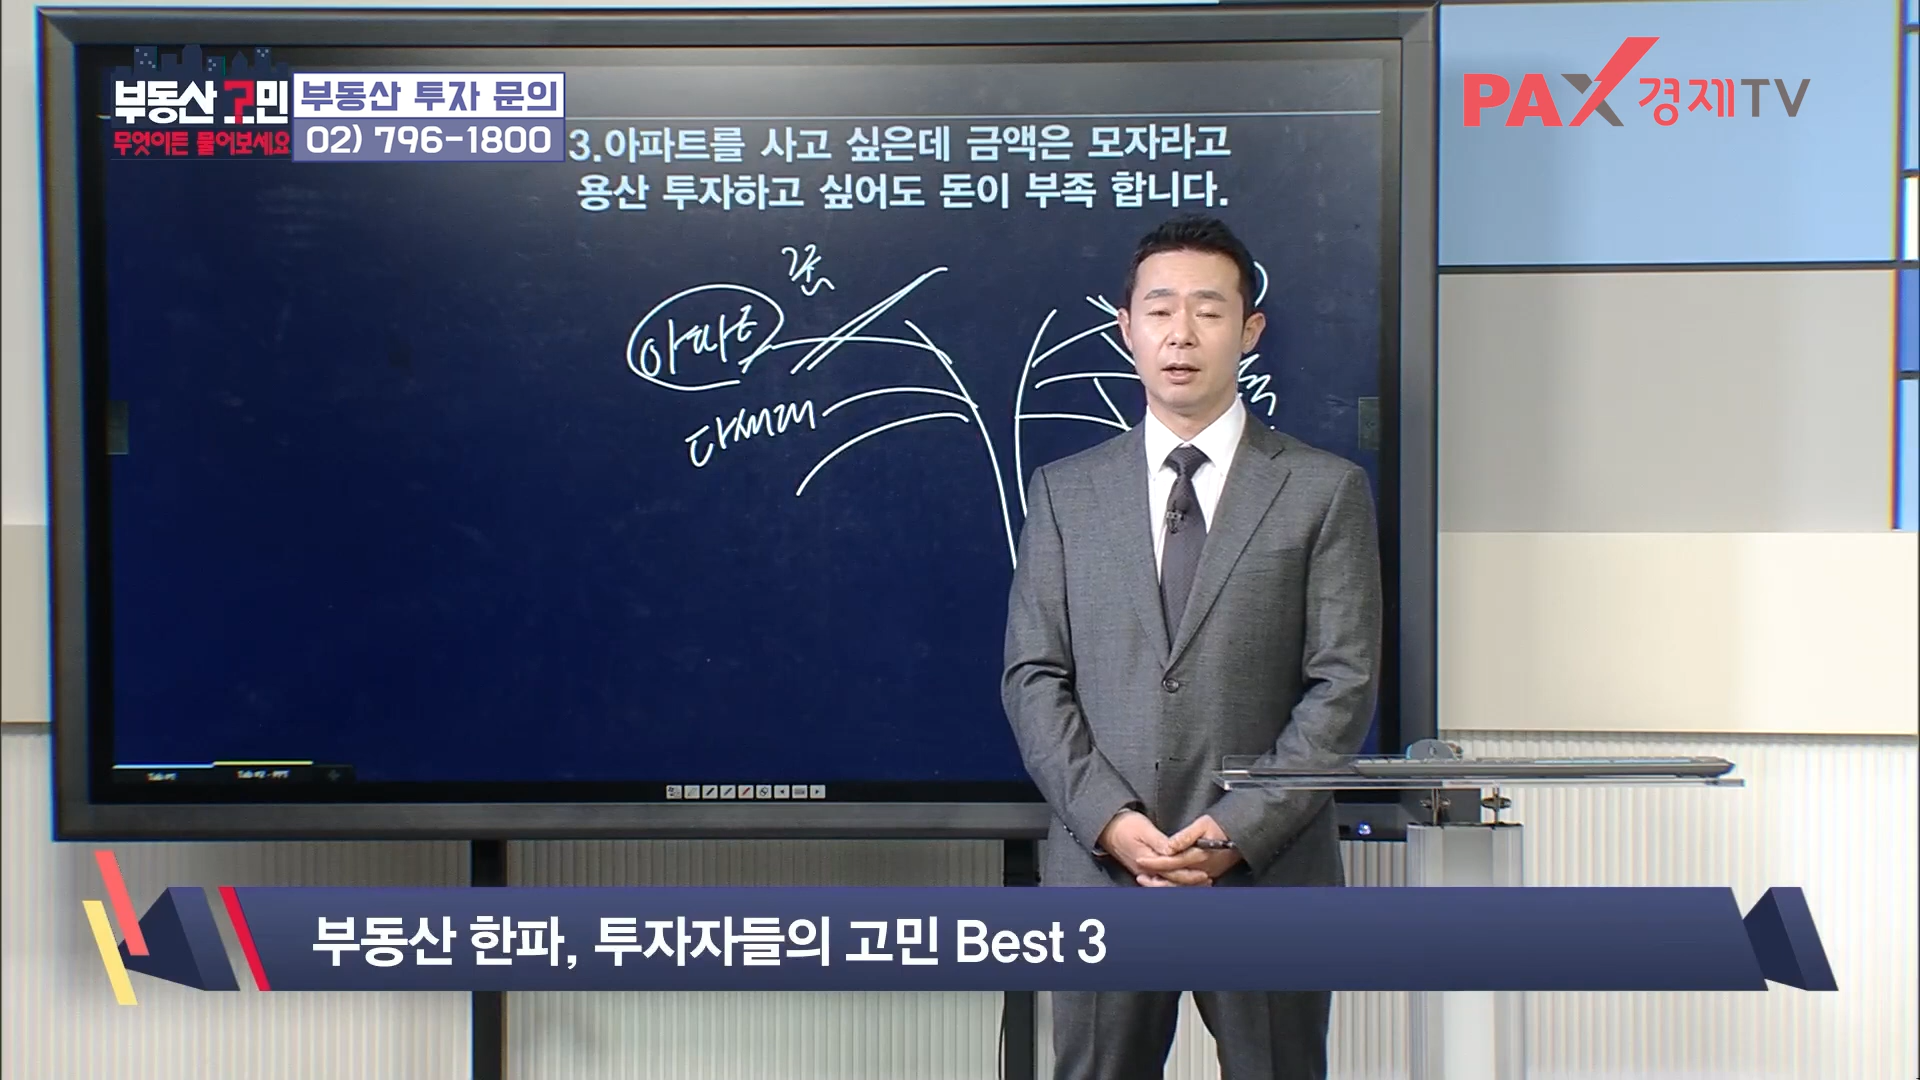 부동산 고민
무엇이든 물어보세요
부동산 투자 문의
02) 796-1800
PAX 경제TV
3.아파트를 사고 싶은데 금액은 모자라고
용산 투자하고 싶어도 돈이 부족 합니다.
아파트
다세대
부동산 한파, 투자자들의 고민 Best 3